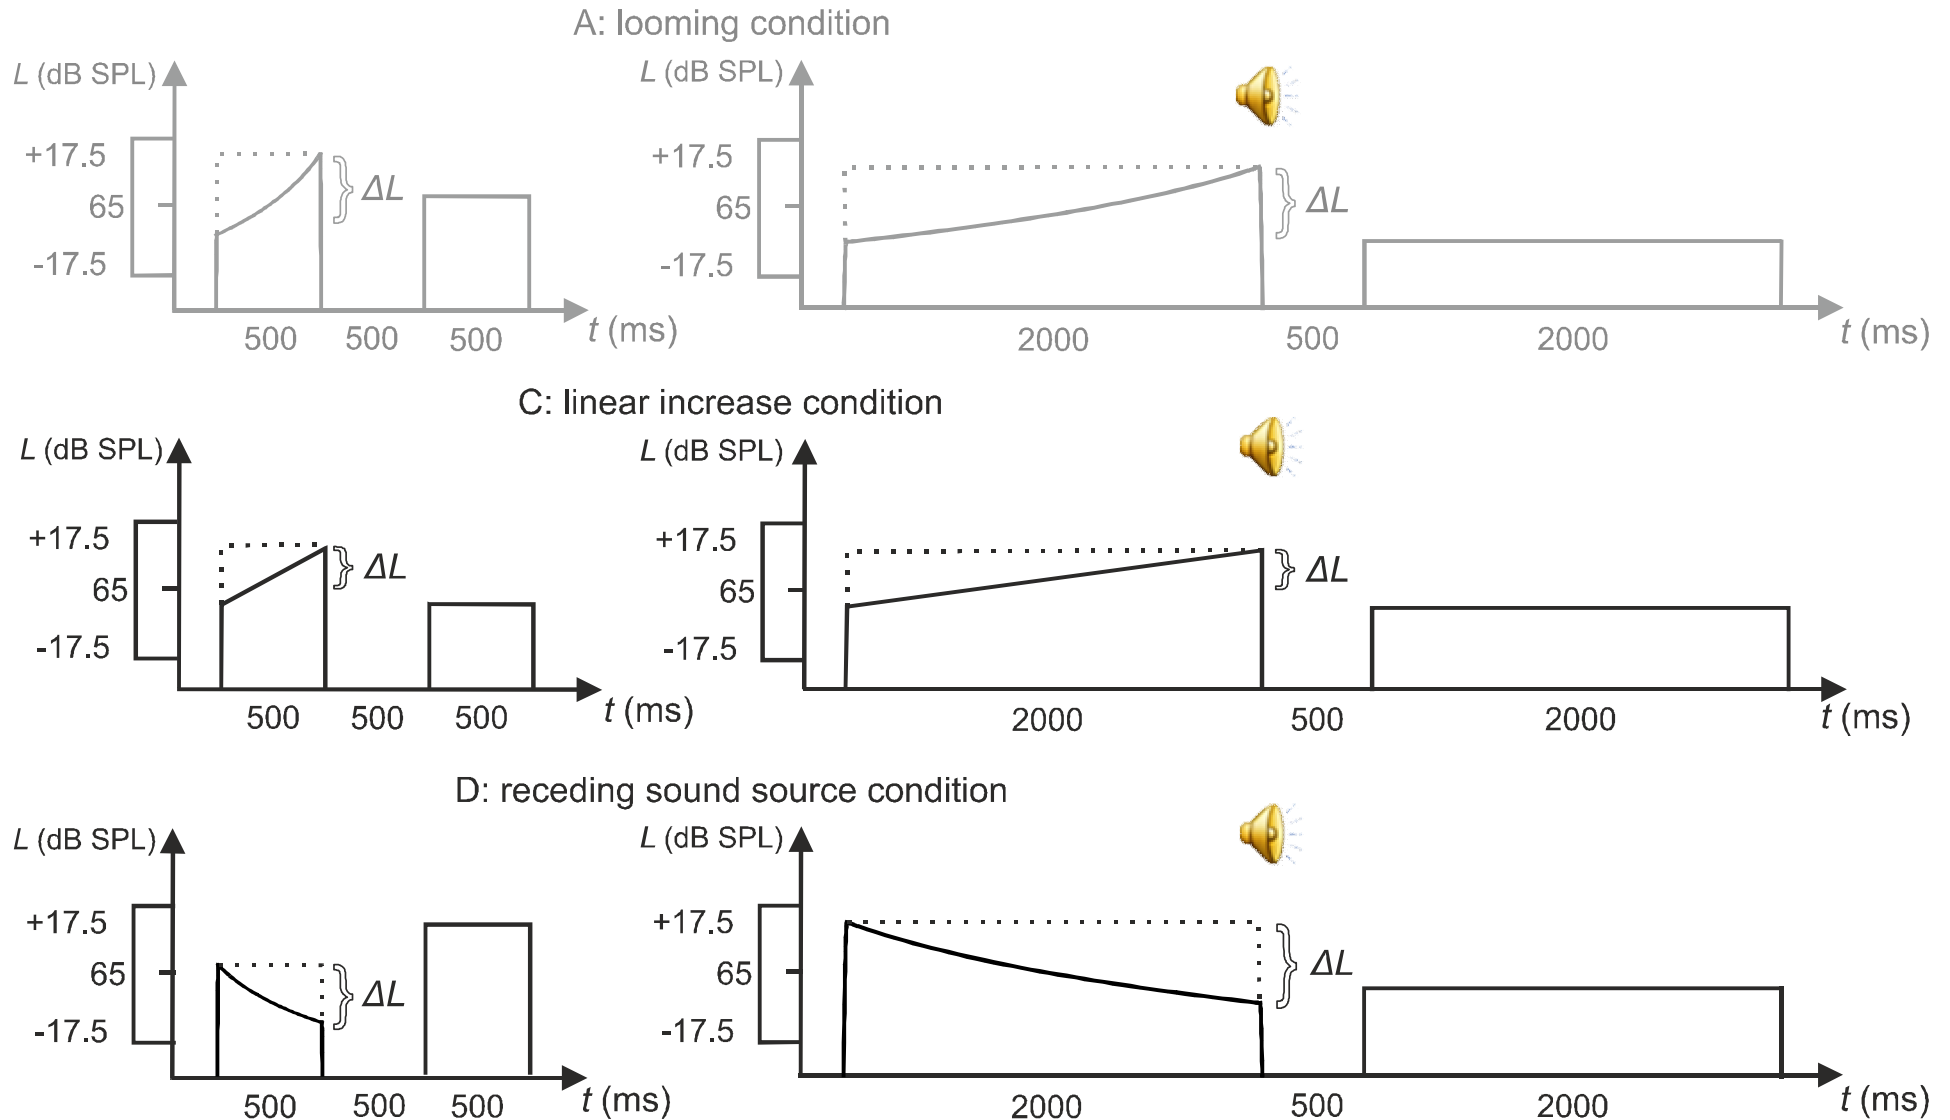 A: looming condition
L (dB SPL) L (dB SPL)
+17.5 ΔL +17.5 ΔL
65 65
-17.5 -17.5
500 500 500 t (ms) 2000 500 2000 t (ms)
C: linear increase condition
L (dB SPL) L (dB SPL)
+17.5 ΔL +17.5 ΔL
65 65
-17.5 -17.5
500 500 500 t (ms) 2000 500 2000 t (ms)
D: receding sound source condition
L (dB SPL) L (dB SPL)
+17.5 +17.5
65 ΔL 65 ΔL
-17.5 -17.5
500 500 500 t (ms) 2000 500 2000 t (ms)